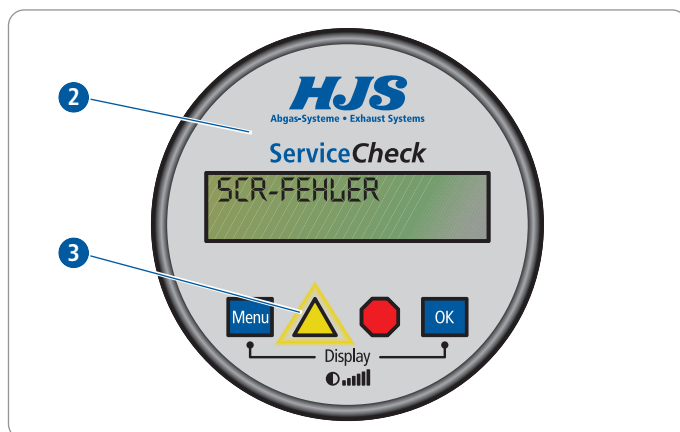 2
HJS
Abgas-Systeme • Exhaust Systems
ServiceCheck
SCR-FEHLER
3
Menu
OK
Display